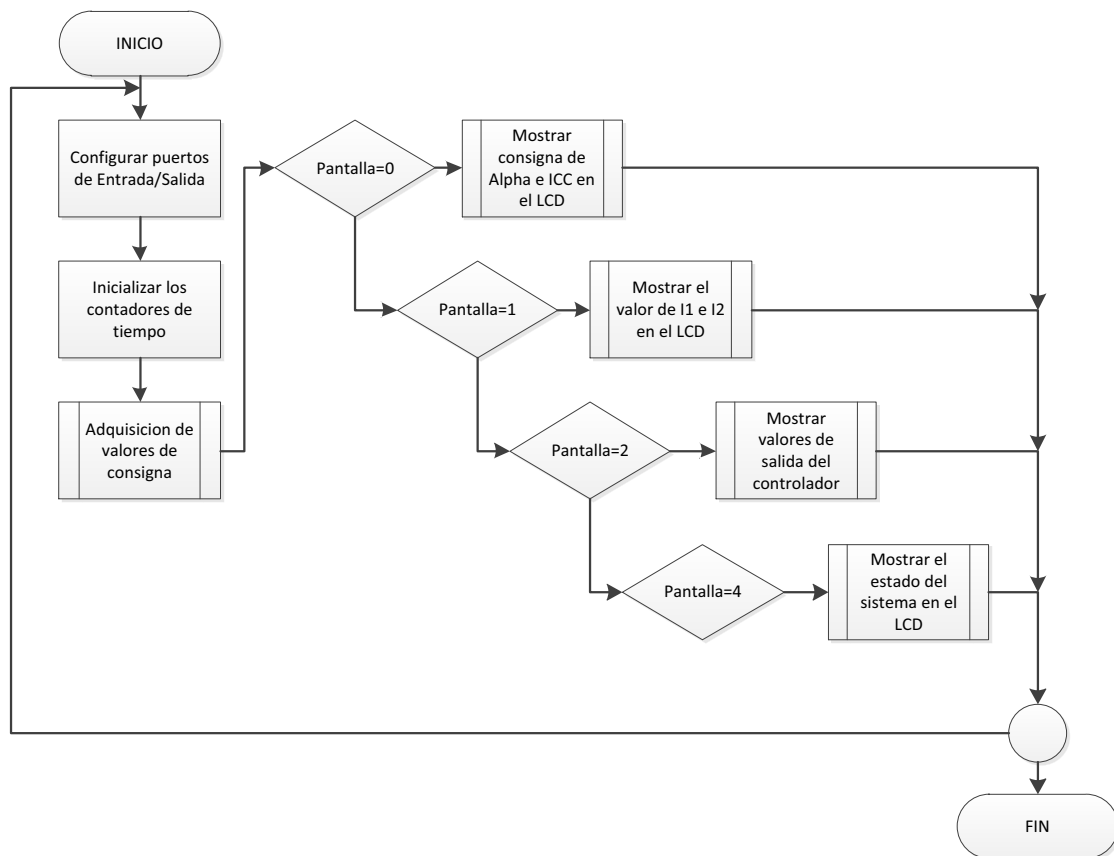 INICIO
Configurar puertos
de Entrada/Salida
Inicializar los
contadores de
tiempo
Adquisicion de
valores de
consigna
Pantalla=0
Mostrar
consigna de
Alpha e ICC en
el LCD
Pantalla=1
Mostrar el
valor de I1 e I2
en el LCD
Pantalla=2
Mostrar
valores de
salida del
controlador
Pantalla=4
Mostrar el
estado del
sistema en el
LCD
FIN